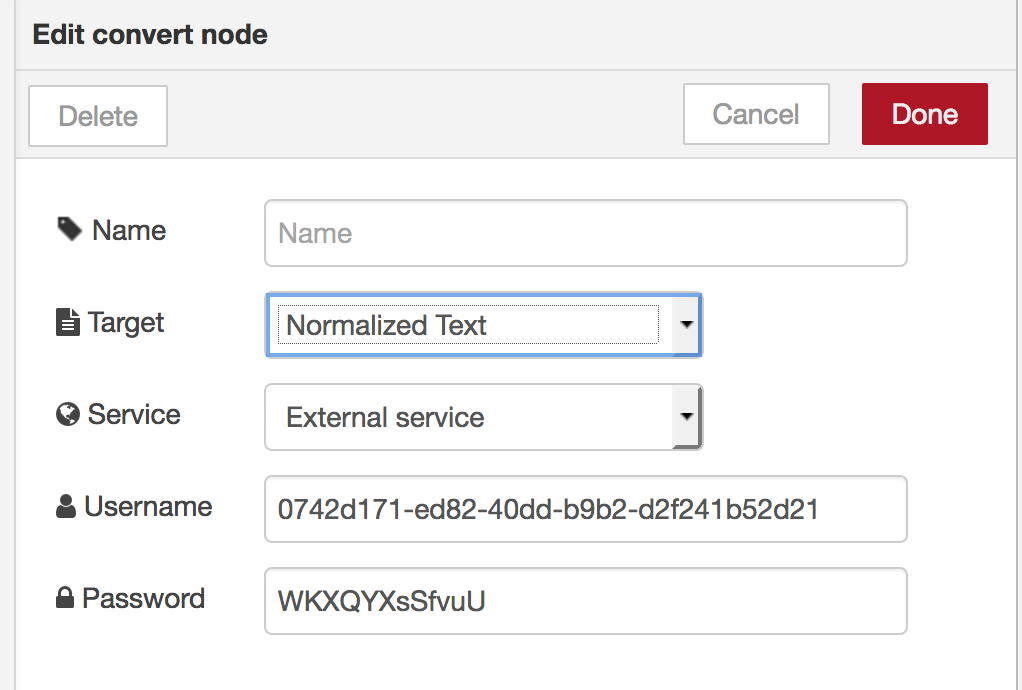 Edit convert node
Delete Cancel Done
Name Name
Target Normalized Text
Service External service
Username 0742d171-ed82-40dd-b9b2-d2f241b52d21
Password WKXQYXsSfvuU